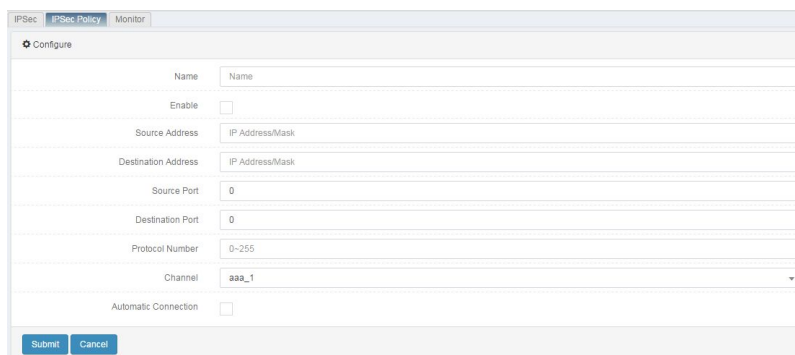 IPSec IPSec Policy Monitor
Configure
Name Name
Enable
Source Address IP Address/Mask
Destination Address IP Address/Mask
Source Port 0
Destination Port 0
Protocol Number 0~255
Channel aaa_1
Automatic Connection
Submit Cancel